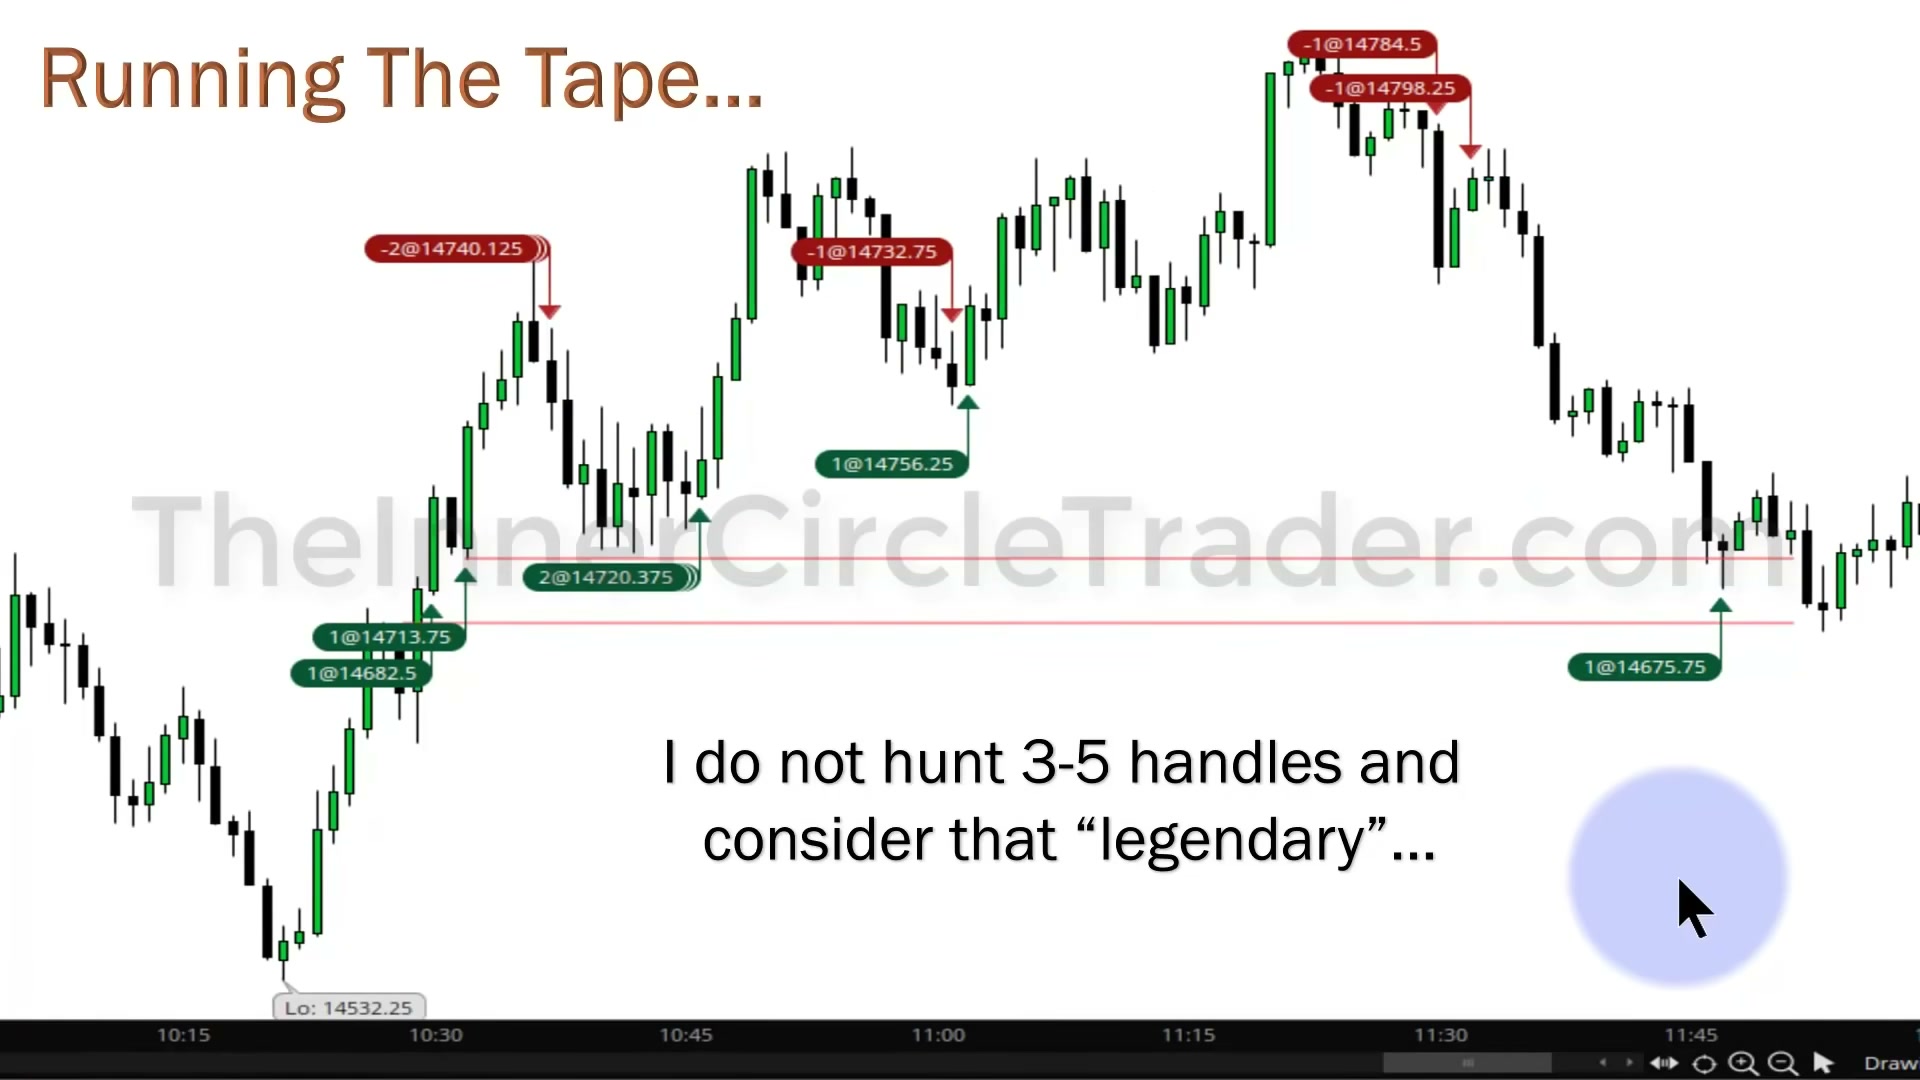 Running The Tape...
-1@14784.5
-1@14798.25
-2@14740.125
-1@14732.75
1@14756.25
TheInnerCircleTrader.com
2@14720.375
1@14713.75
1@14682.5
1@14675.75
I do not hunt 3-5 handles and
consider that “legendary”...
Lo: 14532.25
10:15 10:30 10:45 11:00 11:15 11:30 11:45
Draw